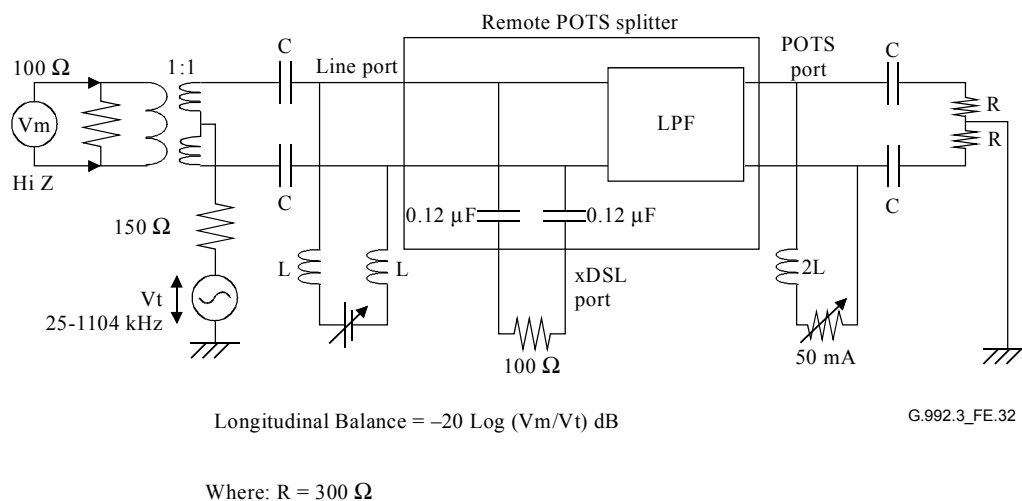 Remote POTS splitter
C
1:1
100 Ω
Line port
POTS
port
C
R
Vm
LPF
R
Hi Z
C
C
0.12 µF
0.12 µF
150 Ω
L
L
xDSL
port
2L
Vt
25-1104 kHz
100 Ω
50 mA
Longitudinal Balance = –20 Log (Vm/Vt) dB
G.992.3_FE.32
Where: R = 300 Ω